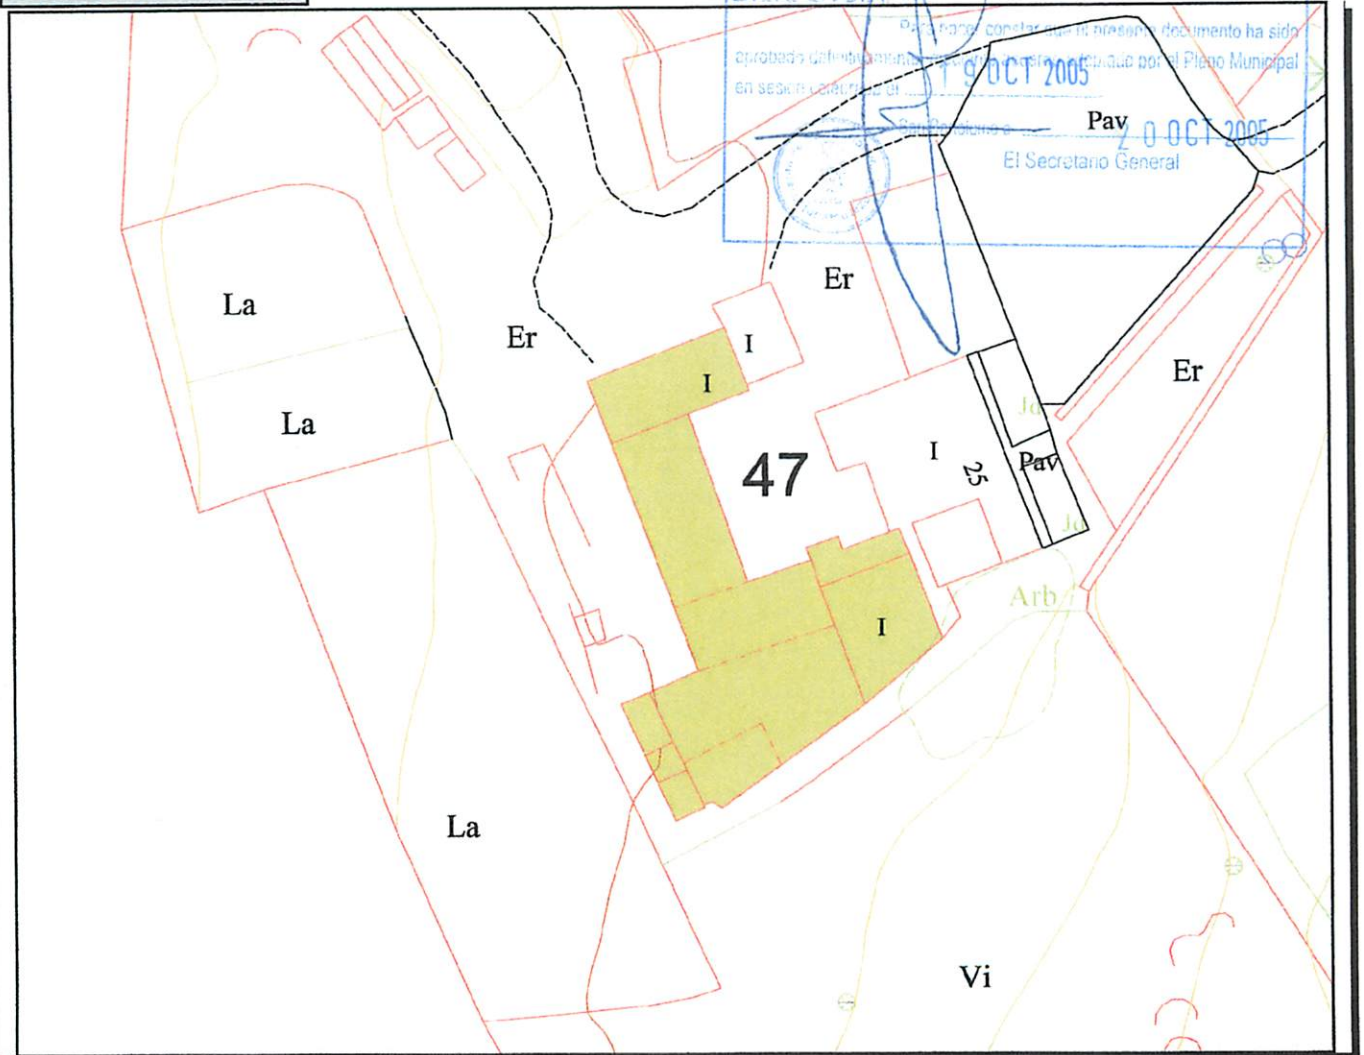 Para hacer constar que el presente documento ha sido
aprobado definitivamente por el Pleno Municipal
en sesión celebrada el 19 OCT 2005
20 OCT 2005
El Secretario General
Pav
La
Er
Er
I
I
Er
La
Jd
47
I
25
Pav
Jd
Arb
I
La
Vi